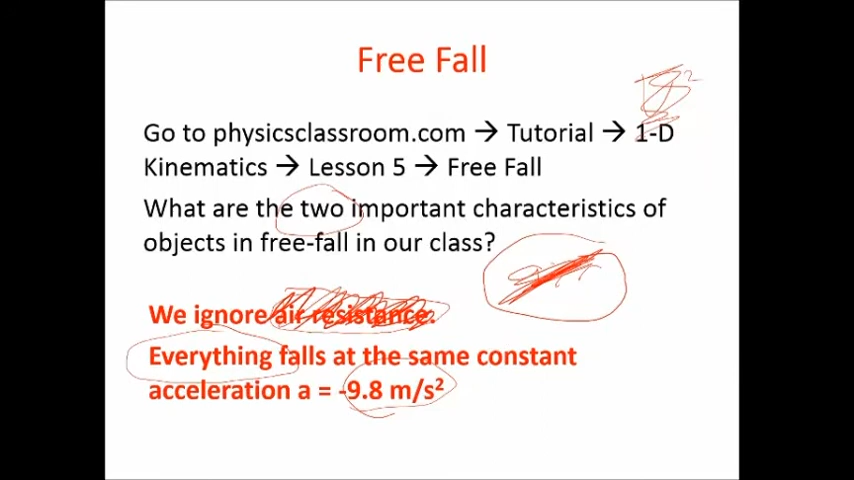 Free Fall
Go to physicsclassroom.com → Tutorial → 1-D
Kinematics → Lesson 5 → Free Fall
What are the two important characteristics of
objects in free-fall in our class?
We ignore air resistance.
Everything falls at the same constant
acceleration a = -9.8 m/s²